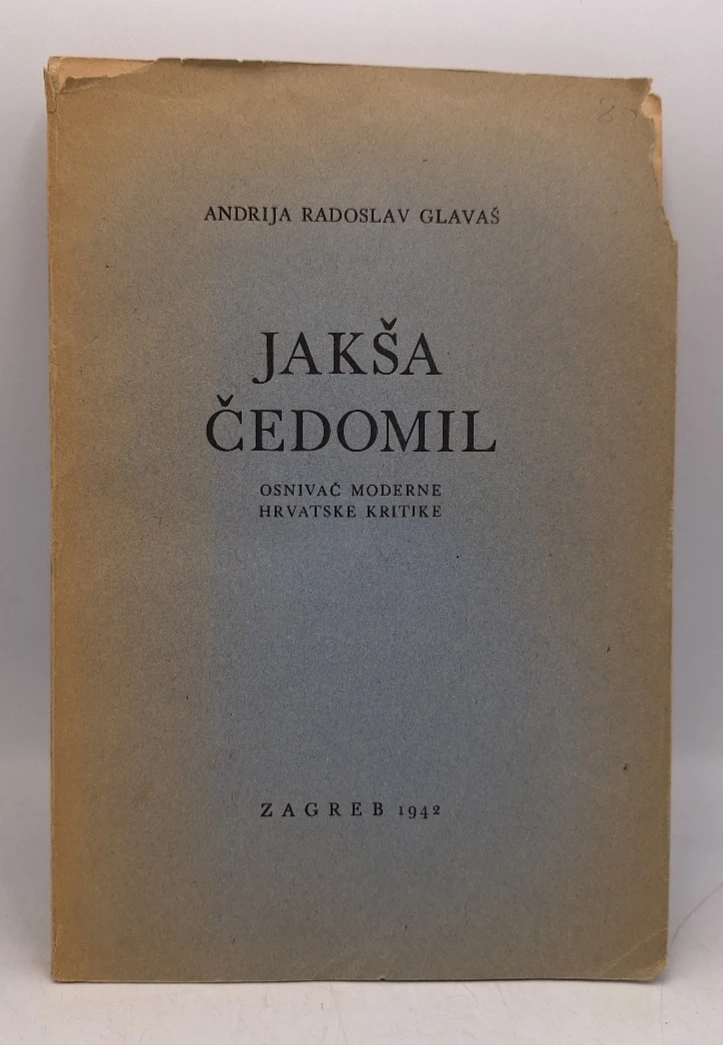 ANDRIJA RADOSLAV GLAVAŠ
JAKŠA
ČEDOMIL
OSNIVAČ MODERNE
HRVATSKE KRITIKE
ZAGREB 1942